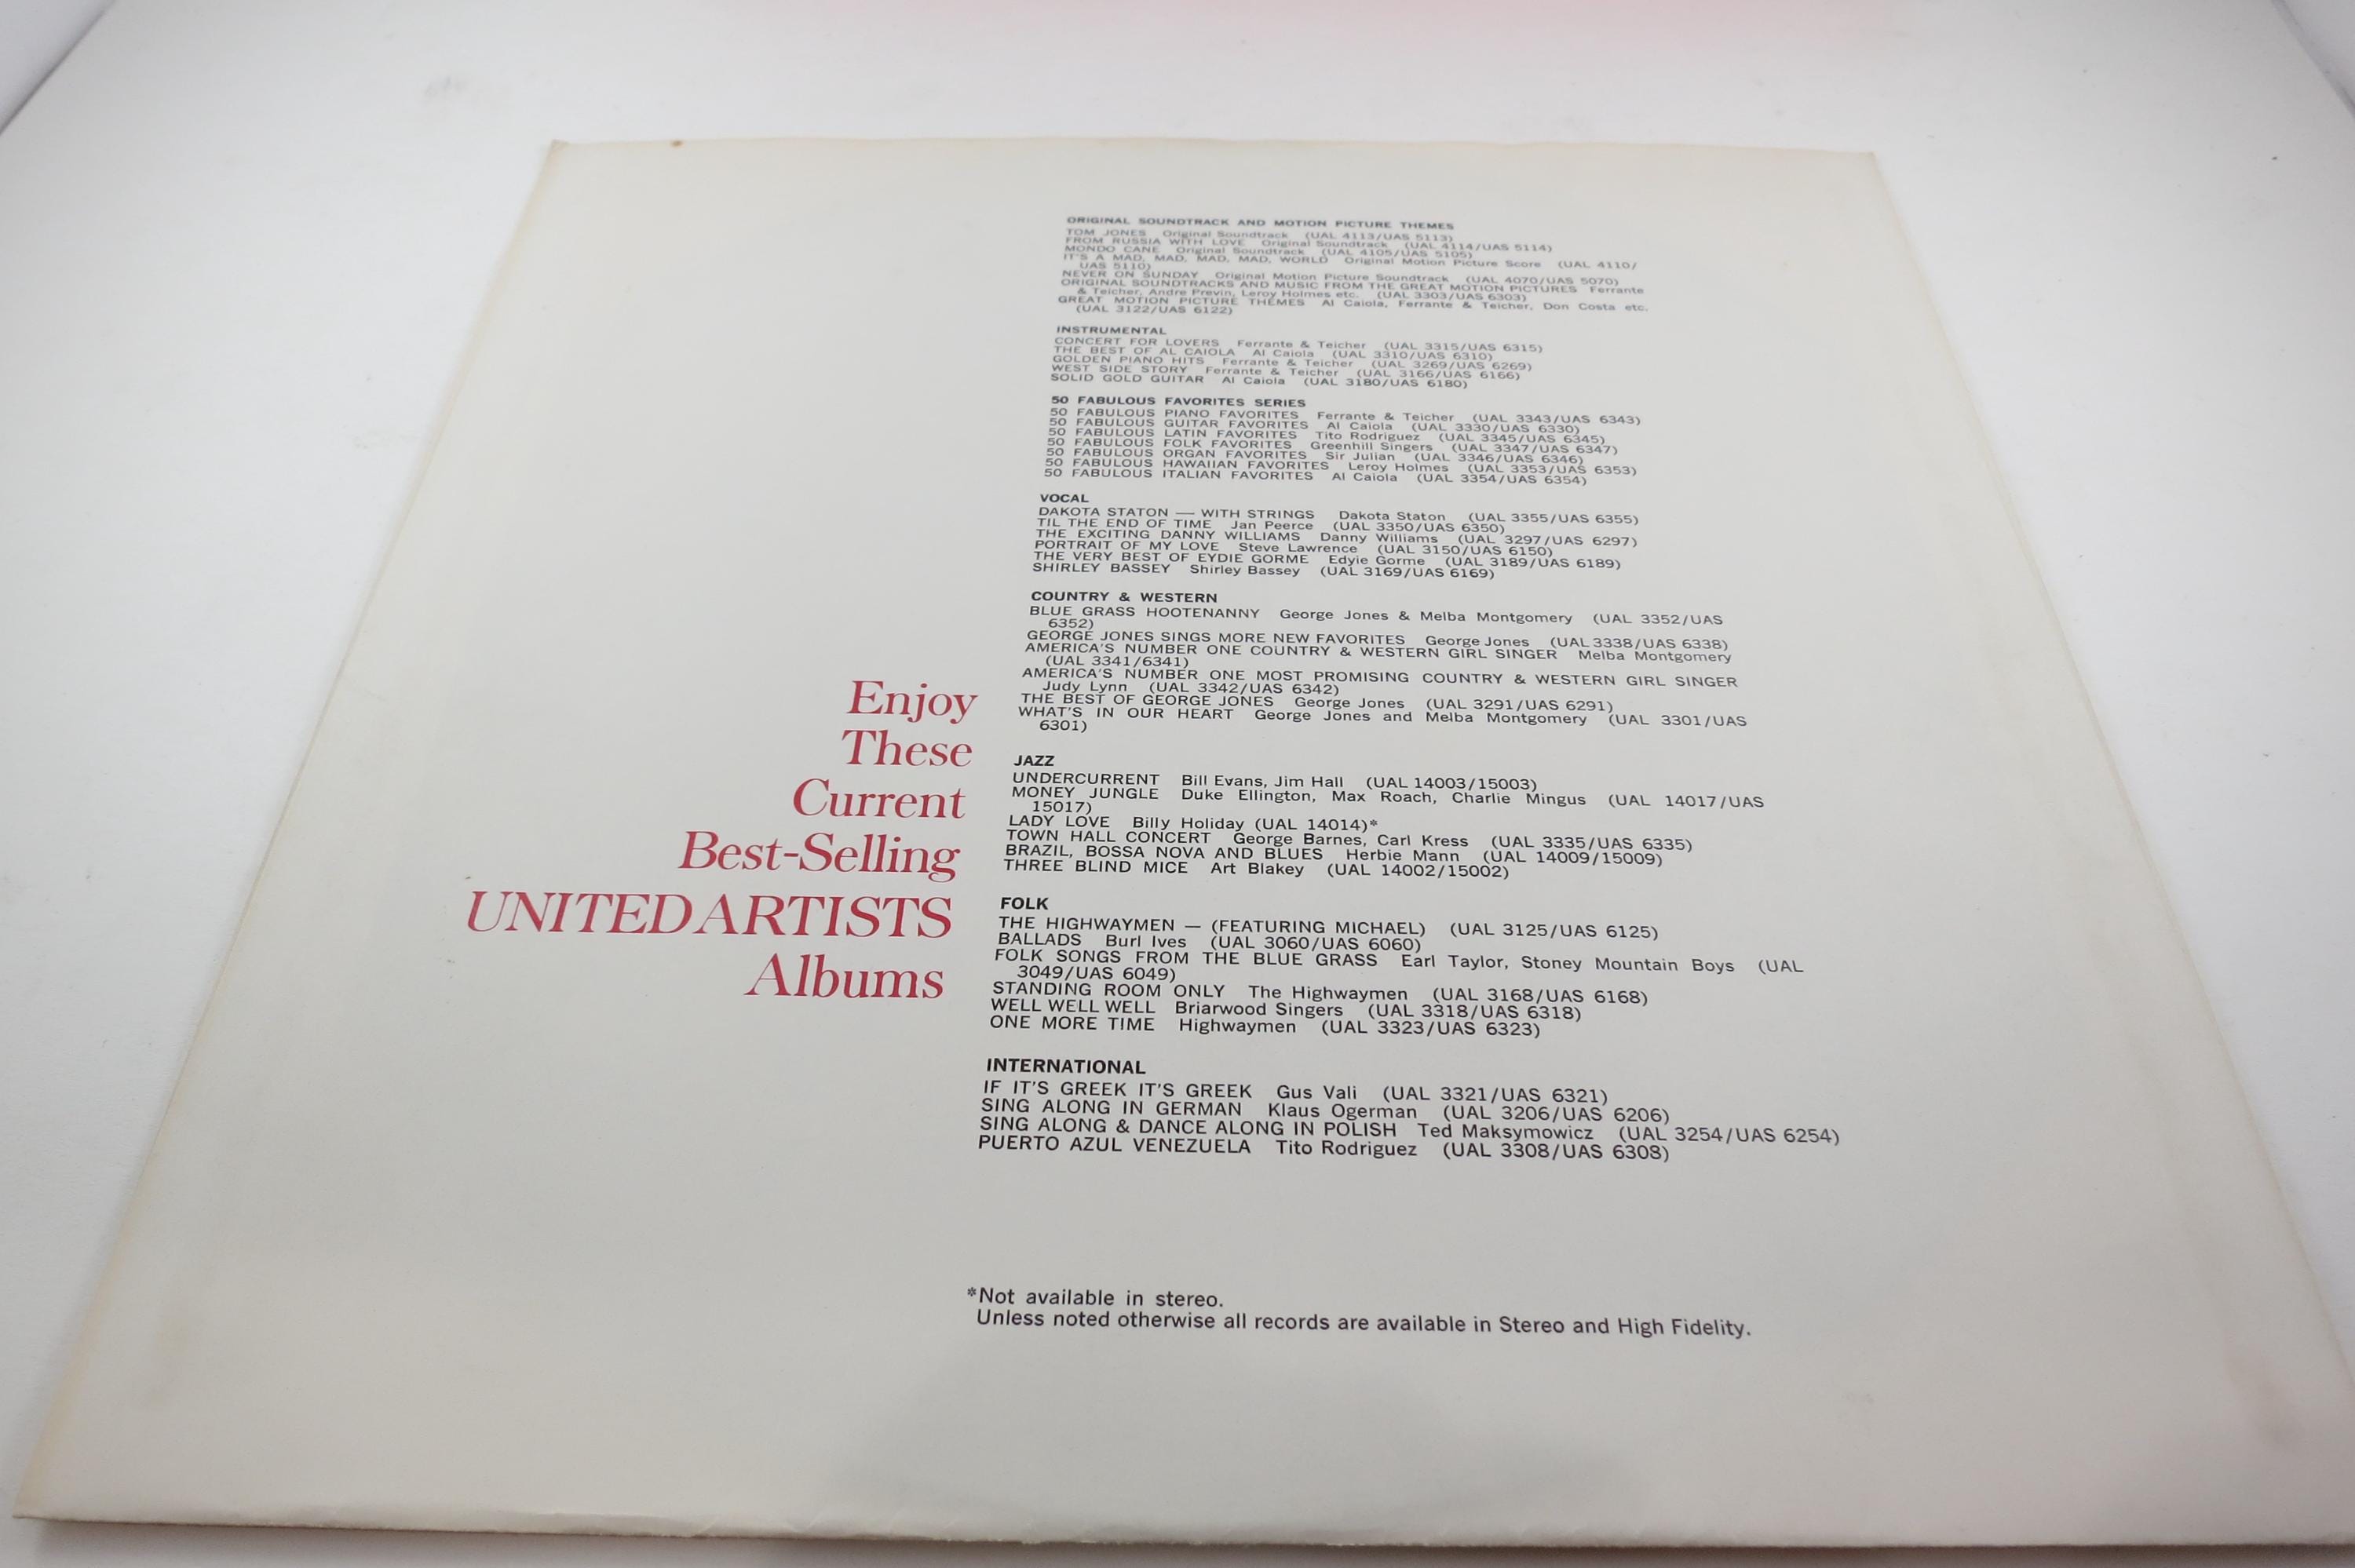 Enjoy
These
Current
Best-Selling
UNITED ARTISTS
Albums
ORIGINAL SOUNDTRACK AND MOTION PICTURE THEMES
TOM JONES Original Soundtrack (UAL 4113/UAS 5113)
FROM RUSSIA WITH LOVE Original Soundtrack (UAL 4114/UAS 5114)
MONDO CANE Original Soundtrack (UAL 4105/UAS 5105)
IT'S A MAD, MAD, MAD, MAD, WORLD Original Motion Picture Score (UAL 4110/
UAS 5110)
NEVER ON SUNDAY Original Motion Picture Soundtrack (UAL 4070/UAS 5070)
ORIGINAL SOUNDTRACKS AND MUSIC FROM THE GREAT MOTION PICTURES Ferrante
& Teicher, Andre Previn, Leroy Holmes etc. (UAL 3303/UAS 6303)
GREAT MOTION PICTURE THEMES Al Caiola, Ferrante & Teicher, Don Costa etc.
(UAL 3122/UAS 6122)
INSTRUMENTAL
CONCERT FOR LOVERS Ferrante & Teicher (UAL 3315/UAS 6315)
THE BEST OF AL CAIOLA Al Caiola (UAL 3310/UAS 6310)
GOLDEN PIANO HITS Ferrante & Teicher (UAL 3269/UAS 6269)
WEST SIDE STORY Ferrante & Teicher (UAL 3166/UAS 6166)
SOLID GOLD GUITAR Al Caiola (UAL 3180/UAS 6180)
50 FABULOUS FAVORITES SERIES
50 FABULOUS PIANO FAVORITES Ferrante & Teicher (UAL 3343/UAS 6343)
50 FABULOUS GUITAR FAVORITES Al Caiola (UAL 3330/UAS 6330)
50 FABULOUS LATIN FAVORITES Tito Rodriguez (UAL 3345/UAS 6345)
50 FABULOUS FOLK FAVORITES Greenhill Singers (UAL 3347/UAS 6347)
50 FABULOUS ORGAN FAVORITES Sir Julian (UAL 3346/UAS 6346)
50 FABULOUS HAWAIIAN FAVORITES Leroy Holmes (UAL 3353/UAS 6353)
50 FABULOUS ITALIAN FAVORITES Al Caiola (UAL 3354/UAS 6354)
VOCAL
DAKOTA STATON — WITH STRINGS Dakota Staton (UAL 3355/UAS 6355)
TIL THE END OF TIME Jan Peerce (UAL 3350/UAS 6350)
THE EXCITING DANNY WILLIAMS Danny Williams (UAL 3297/UAS 6297)
PORTRAIT OF MY LOVE Steve Lawrence (UAL 3150/UAS 6150)
THE VERY BEST OF EYDIE GORME Edyie Gorme (UAL 3189/UAS 6189)
SHIRLEY BASSEY Shirley Bassey (UAL 3169/UAS 6169)
COUNTRY & WESTERN
BLUE GRASS HOOTENANNY George Jones & Melba Montgomery (UAL 3352/UAS
6352)
GEORGE JONES SINGS MORE NEW FAVORITES George Jones (UAL 3338/UAS 6338)
AMERICA'S NUMBER ONE COUNTRY & WESTERN GIRL SINGER Melba Montgomery
(UAL 3341/6341)
AMERICA'S NUMBER ONE MOST PROMISING COUNTRY & WESTERN GIRL SINGER
Judy Lynn (UAL 3342/UAS 6342)
THE BEST OF GEORGE JONES George Jones (UAL 3291/UAS 6291)
WHAT'S IN OUR HEART George Jones and Melba Montgomery (UAL 3301/UAS
6301)
JAZZ
UNDERCURRENT Bill Evans, Jim Hall (UAL 14003/15003)
MONEY JUNGLE Duke Ellington, Max Roach, Charlie Mingus (UAL 14017/UAS
15017)
LADY LOVE Billy Holiday (UAL 14014)*
TOWN HALL CONCERT George Barnes, Carl Kress (UAL 3335/UAS 6335)
BRAZIL, BOSSA NOVA AND BLUES Herbie Mann (UAL 14009/15009)
THREE BLIND MICE Art Blakey (UAL 14002/15002)
FOLK
THE HIGHWAYMEN — (FEATURING MICHAEL) (UAL 3125/UAS 6125)
BALLADS Burl Ives (UAL 3060/UAS 6060)
FOLK SONGS FROM THE BLUE GRASS Earl Taylor, Stoney Mountain Boys (UAL
3049/UAS 6049)
STANDING ROOM ONLY The Highwaymen (UAL 3168/UAS 6168)
WELL WELL WELL Briarwood Singers (UAL 3318/UAS 6318)
ONE MORE TIME Highwaymen (UAL 3323/UAS 6323)
INTERNATIONAL
IF IT'S GREEK IT'S GREEK Gus Vali (UAL 3321/UAS 6321)
SING ALONG IN GERMAN Klaus Ogerman (UAL 3206/UAS 6206)
SING ALONG & DANCE ALONG IN POLISH Ted Maksymowicz (UAL 3254/UAS 6254)
PUERTO AZUL VENEZUELA Tito Rodriguez (UAL 3308/UAS 6308)
*Not available in stereo.
Unless noted otherwise all records are available in Stereo and High Fidelity.